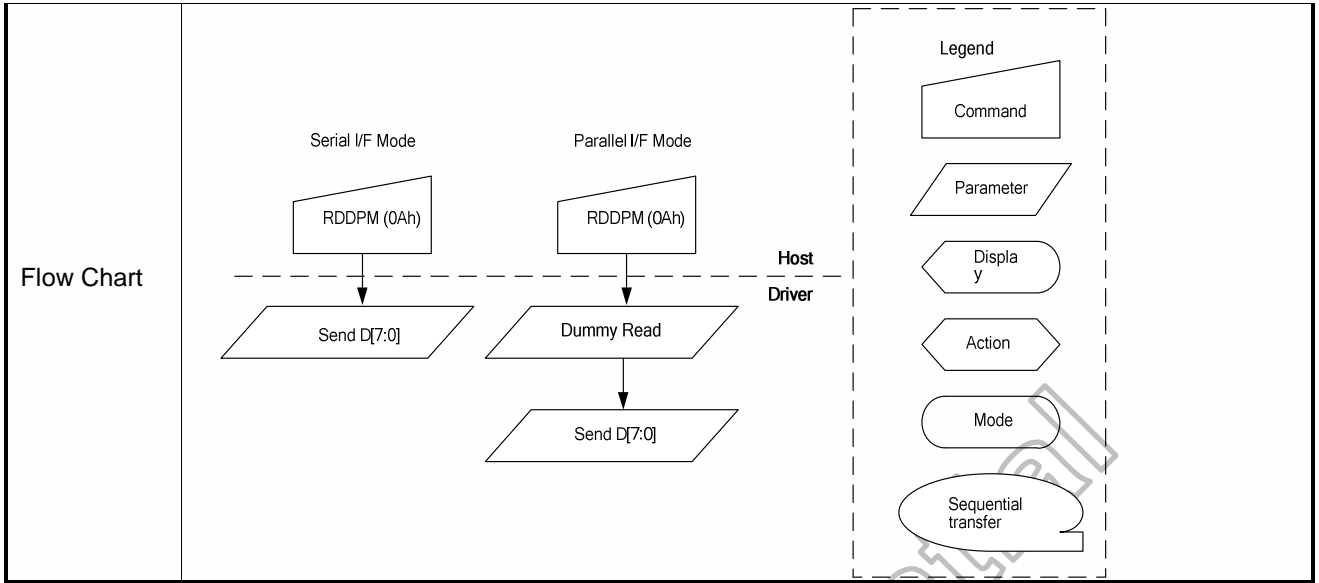 Flow Chart
Serial I/F Mode
Parallel I/F Mode
RDDPM (0Ah)
RDDPM (0Ah)
Host
Driver
Send D[7:0]
Dummy Read
Send D[7:0]
Legend
Command
Parameter
Displa
y
Action
Mode
Sequential
transfer